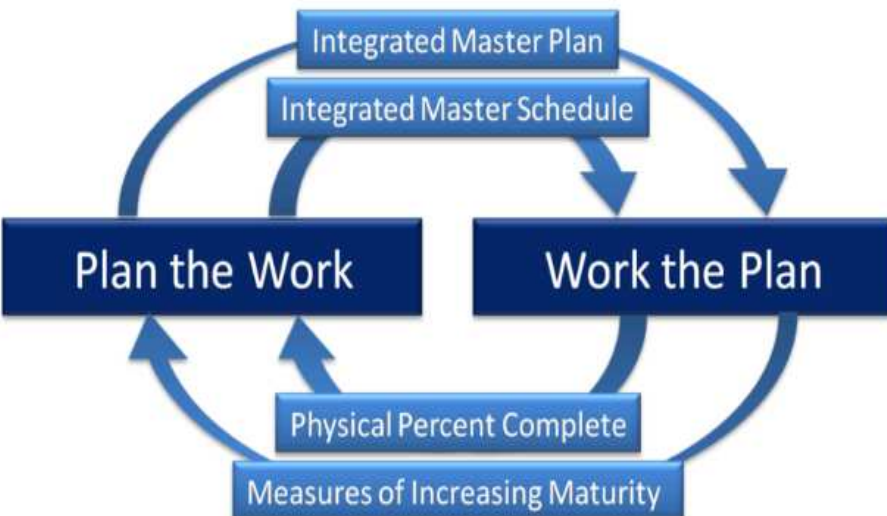 Integrated Master Plan
Integrated Master Schedule
Plan the Work
Work the Plan
Physical Percent Complete
Measures of Increasing Maturity